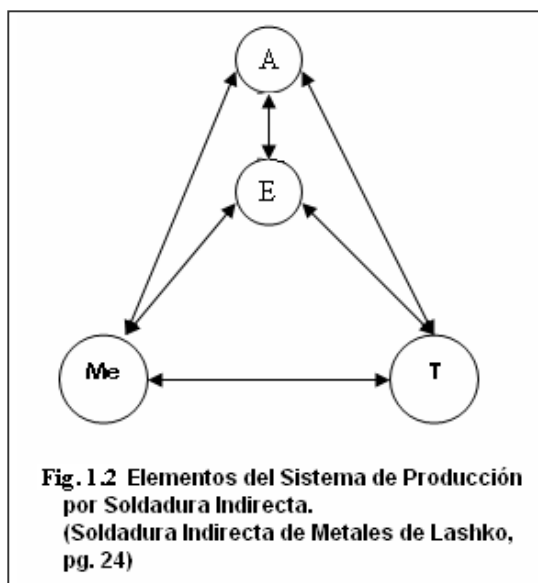 A
E
Me
T
Fig. 1.2 Elementos del Sistema de Producción
por Soldadura Indirecta.
(Soldadura Indirecta de Metales de Lashko,
pg. 24)